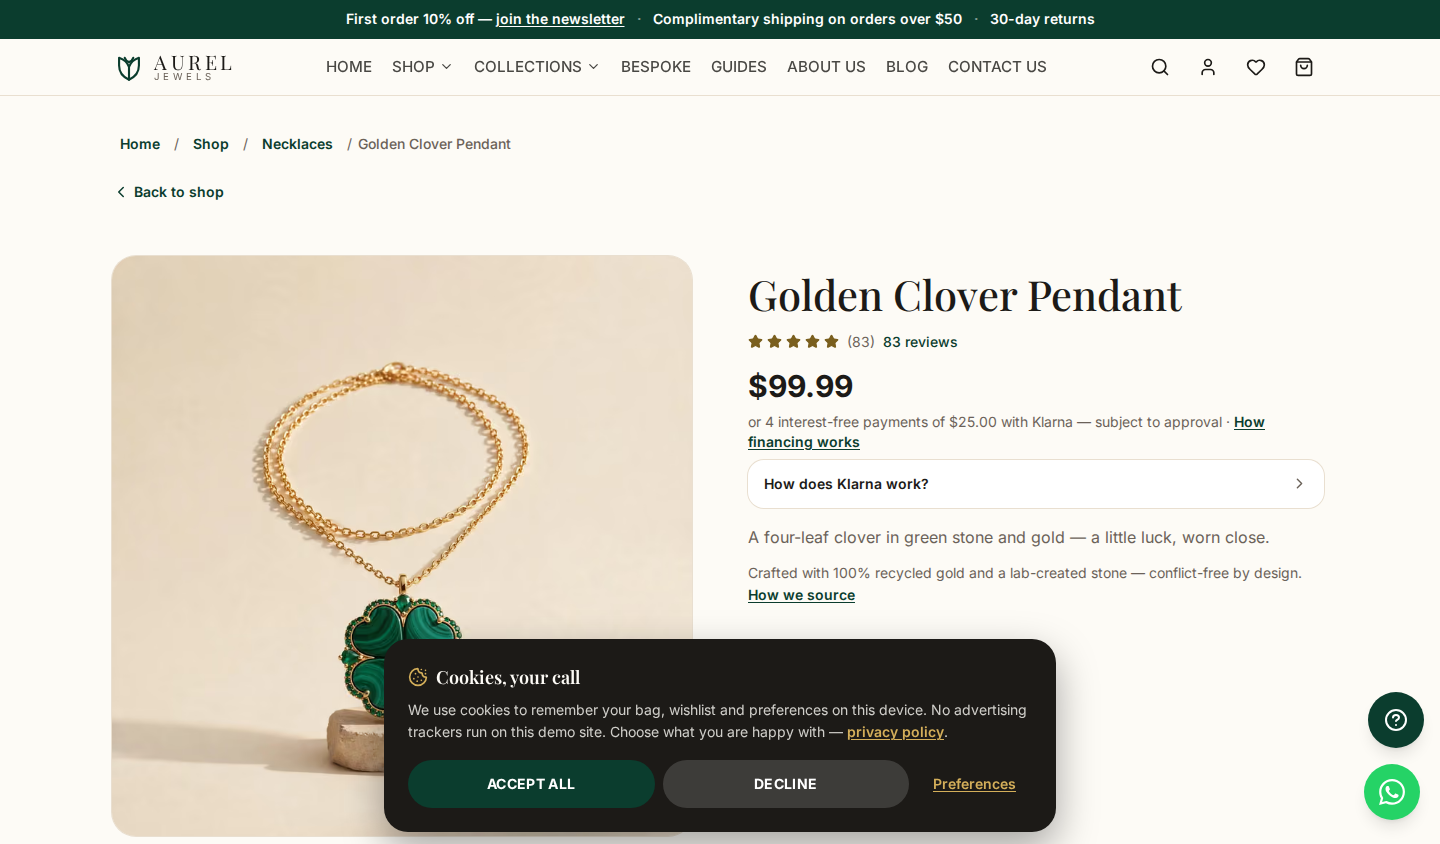 First order 10% off — join the newsletter · Complimentary shipping on orders over $50 · 30-day returns
AUREL
JEWELS
HOME SHOP COLLECTIONS BESPOKE GUIDES ABOUT US BLOG CONTACT US
Home / Shop / Necklaces / Golden Clover Pendant
Back to shop
Golden Clover Pendant
(83) 83 reviews
$99.99
or 4 interest-free payments of $25.00 with Klarna — subject to approval · How
financing works
How does Klarna work?
A four-leaf clover in green stone and gold — a little luck, worn close.
Crafted with 100% recycled gold and a lab-created stone — conflict-free by design.
How we source
Cookies, your call
We use cookies to remember your bag, wishlist and preferences on this device. No advertising
trackers run on this demo site. Choose what you are happy with — privacy policy.
ACCEPT ALL DECLINE Preferences